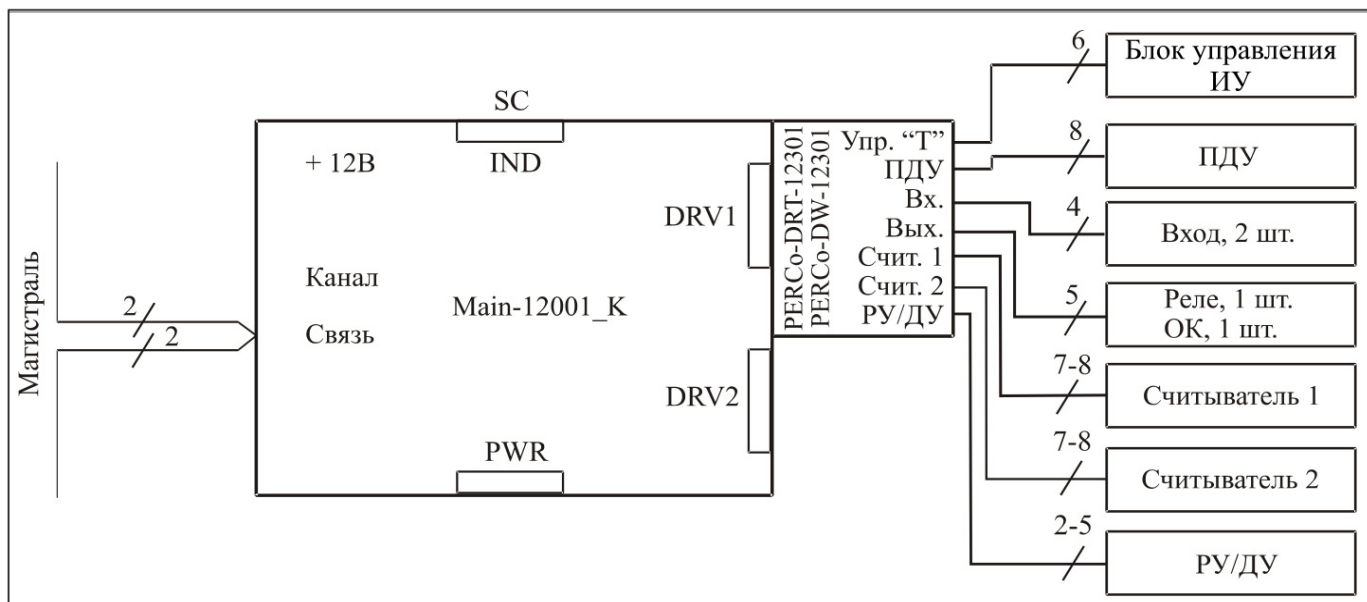 Магистраль
2
2
+ 12В
Канал
Связь
SC
IND
Main-12001_K
PWR
DRV1
DRV2
PERCo-DRT-12301
PERCo-DW-12301
Упр. “Т”
ПДУ
Вх.
Вых.
Счит. 1
Счит. 2
РУ/ДУ
6
Блок управления
ИУ
8
ПДУ
4
Вход, 2 шт.
5
Реле, 1 шт.
ОК, 1 шт.
7-8
Считыватель 1
7-8
Считыватель 2
2-5
РУ/ДУ